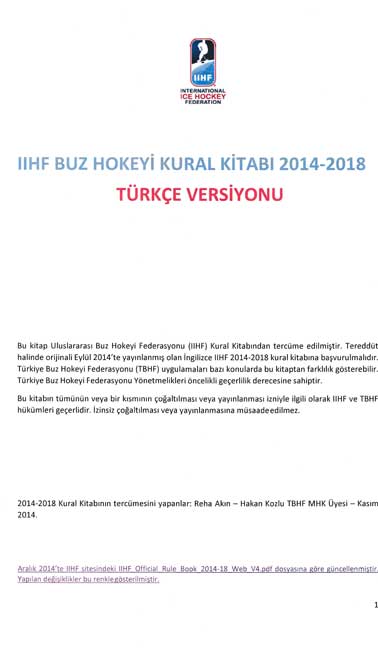 IIHF
INTERNATIONAL
ICE HOCKEY
FEDERATION
IIHF BUZ HOKEYİ KURAL KİTABI 2014-2018
TÜRKÇE VERSİYONU
Bu kitap Uluslararası Buz Hokeyi Federasyonu (IIHF) Kural Kitabından tercüme edilmiştir. Tereddüt
halinde orijinali Eylül 2014'te yayınlanmış olan İngilizce IIHF 2014-2018 kural kitabına başvurulmalıdır.
Türkiye Buz Hokeyi Federasyonu (TBHF) uygulamaları bazı konularda bu kitaptan farklılık gösterebilir.
Türkiye Buz Hokeyi Federasyonu Yönetmelikleri öncelikli geçerlilik derecesine sahiptir.
Bu kitabın tümünün veya bir kısmının çoğaltılması veya yayınlanması izniyle ilgili olarak IIHF ve TBHF
hükümleri geçerlidir. İzinsiz çoğaltılması veya yayınlanmasına müsaadeedilmez.
2014-2018 Kural Kitabının tercümesini yapanlar: Reha Akın – Hakan Kozlu TBHF MHK Üyesi – Kasım
2014.
Aralık 2014'te IIHF sitesindeki IIHF_Official_Rule_Book_2014-18_Web_V4.pdf dosyasına göre güncellenmiştir.
Yapılan değişiklikler bu renklegösterilmiştir.
1